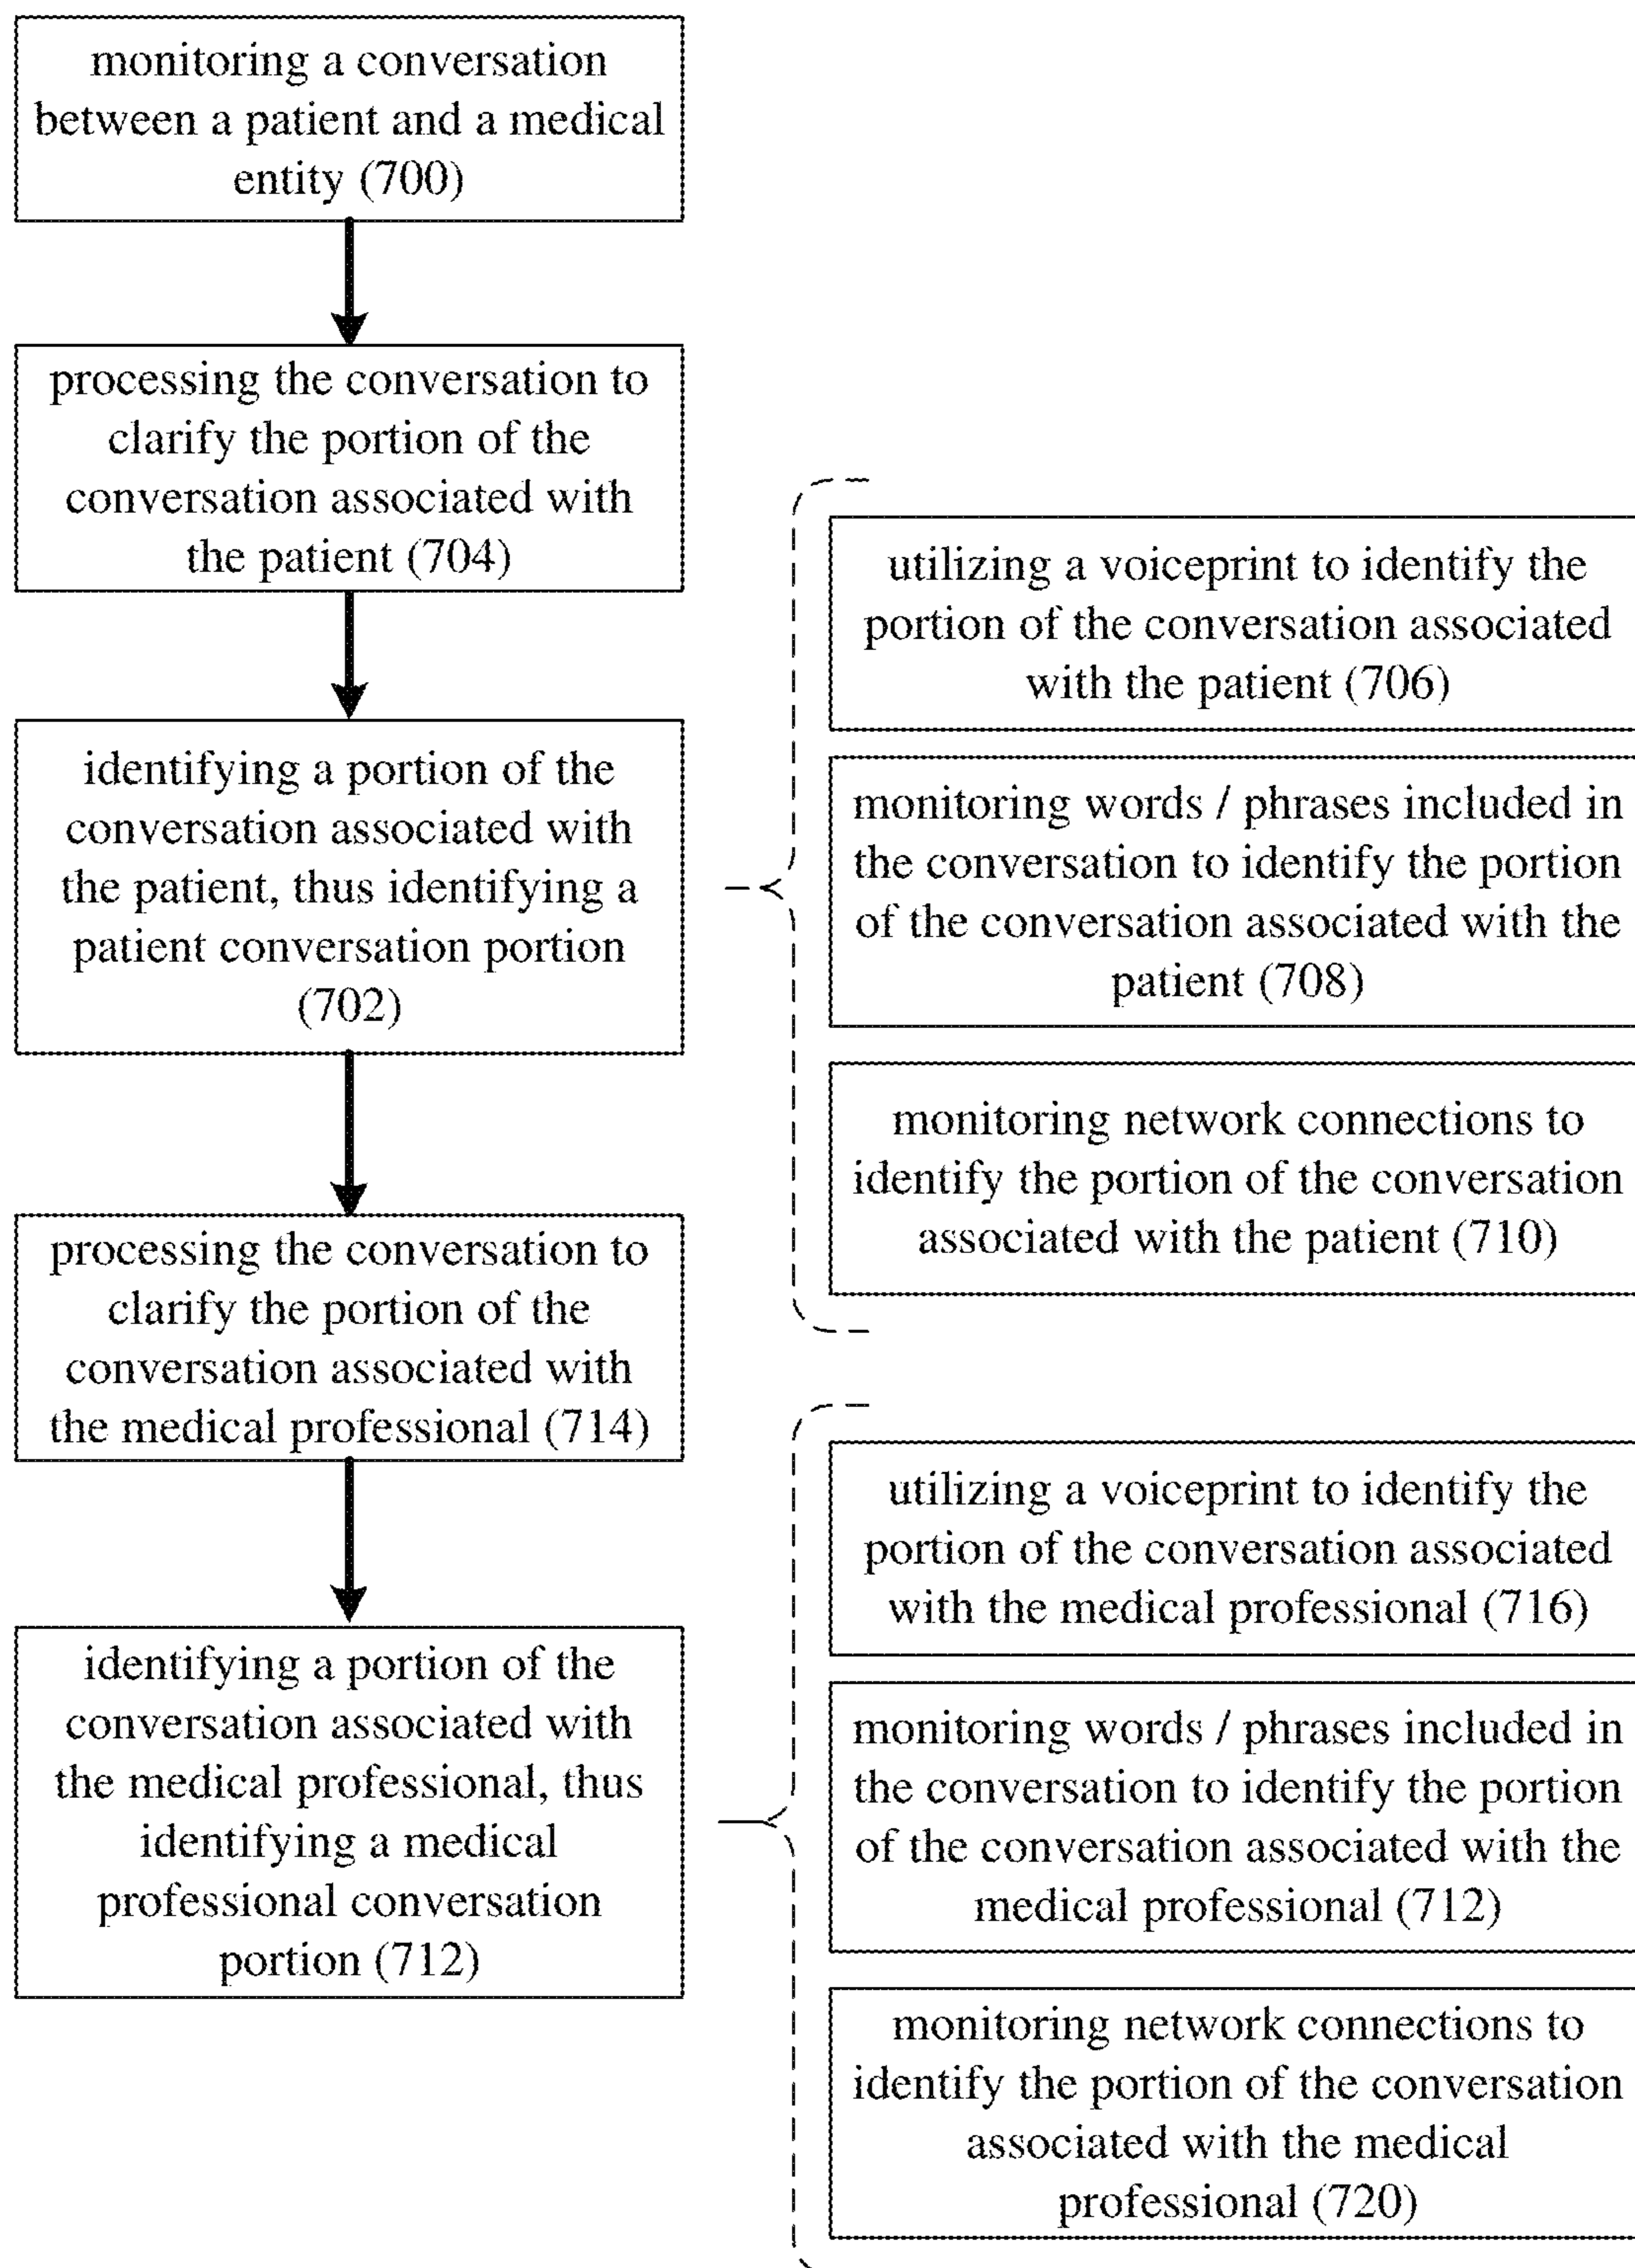 monitoring a conversation
between a patient and a medical
entity (700)
processing the conversation to
clarify the portion of the
conversation associated with
the patient (704)
identifying a portion of the
conversation associated with
the patient, thus identifying a
patient conversation portion
(702)
utilizing a voiceprint to identify the
portion of the conversation associated
with the patient (706)
monitoring words / phrases included in
the conversation to identify the portion
of the conversation associated with the
patient (708)
monitoring network connections to
identify the portion of the conversation
associated with the patient (710)
processing the conversation to
clarify the portion of the
conversation associated with
the medical professional (714)
identifying a portion of the
conversation associated with
the medical professional, thus
identifying a medical
professional conversation
portion (712)
utilizing a voiceprint to identify the
portion of the conversation associated
with the medical professional (716)
monitoring words / phrases included in
the conversation to identify the portion
of the conversation associated with the
medical professional (712)
monitoring network connections to
identify the portion of the conversation
associated with the medical
professional (720)